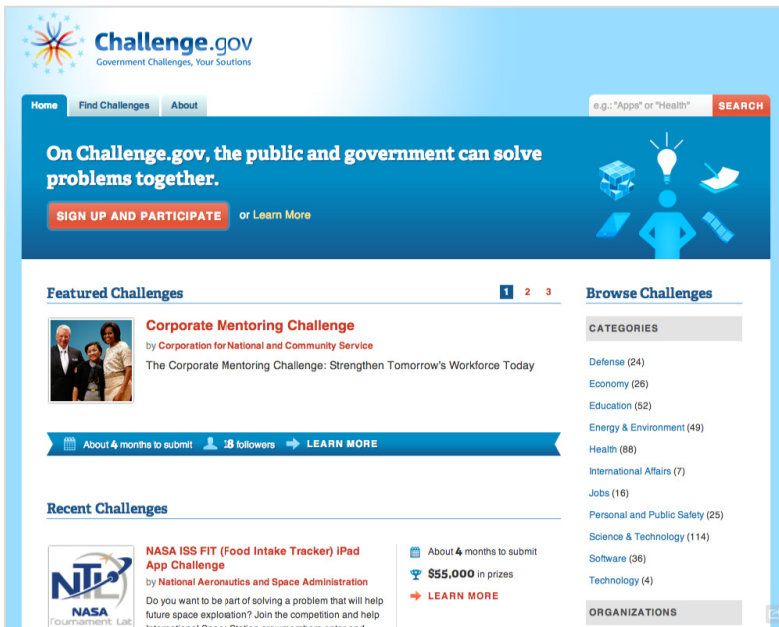 Challenge.gov
Government Challenges, Your Soutions
Home
Find Challenges
About
e.g.: "Apps" or "Health"
SEARCH
On Challenge.gov, the public and government can solve
problems together.
SIGN UP AND PARTICIPATE
or Learn More
Featured Challenges
1 2 3
Corporate Mentoring Challenge
by Corporation for National and Community Service
The Corporate Mentoring Challenge: Strengthen Tomorrow's Workforce Today
About 4 months to submit
18 followers
LEARN MORE
Recent Challenges
NTL
NASA
Tournament Lab
NASA ISS FIT (Food Intake Tracker) iPad
App Challenge
by National Aeronautics and Space Administration
Do you want to be part of solving a problem that will help
future space exploation? Join the competition and help
About 4 months to submit
$55,000 in prizes
LEARN MORE
Browse Challenges
CATEGORIES
Defense (24)
Economy (26)
Education (52)
Energy & Environment (49)
Health (88)
International Affairs (7)
Jobs (16)
Personal and Public Safety (25)
Science & Technology (114)
Software (36)
Technology (4)
ORGANIZATIONS